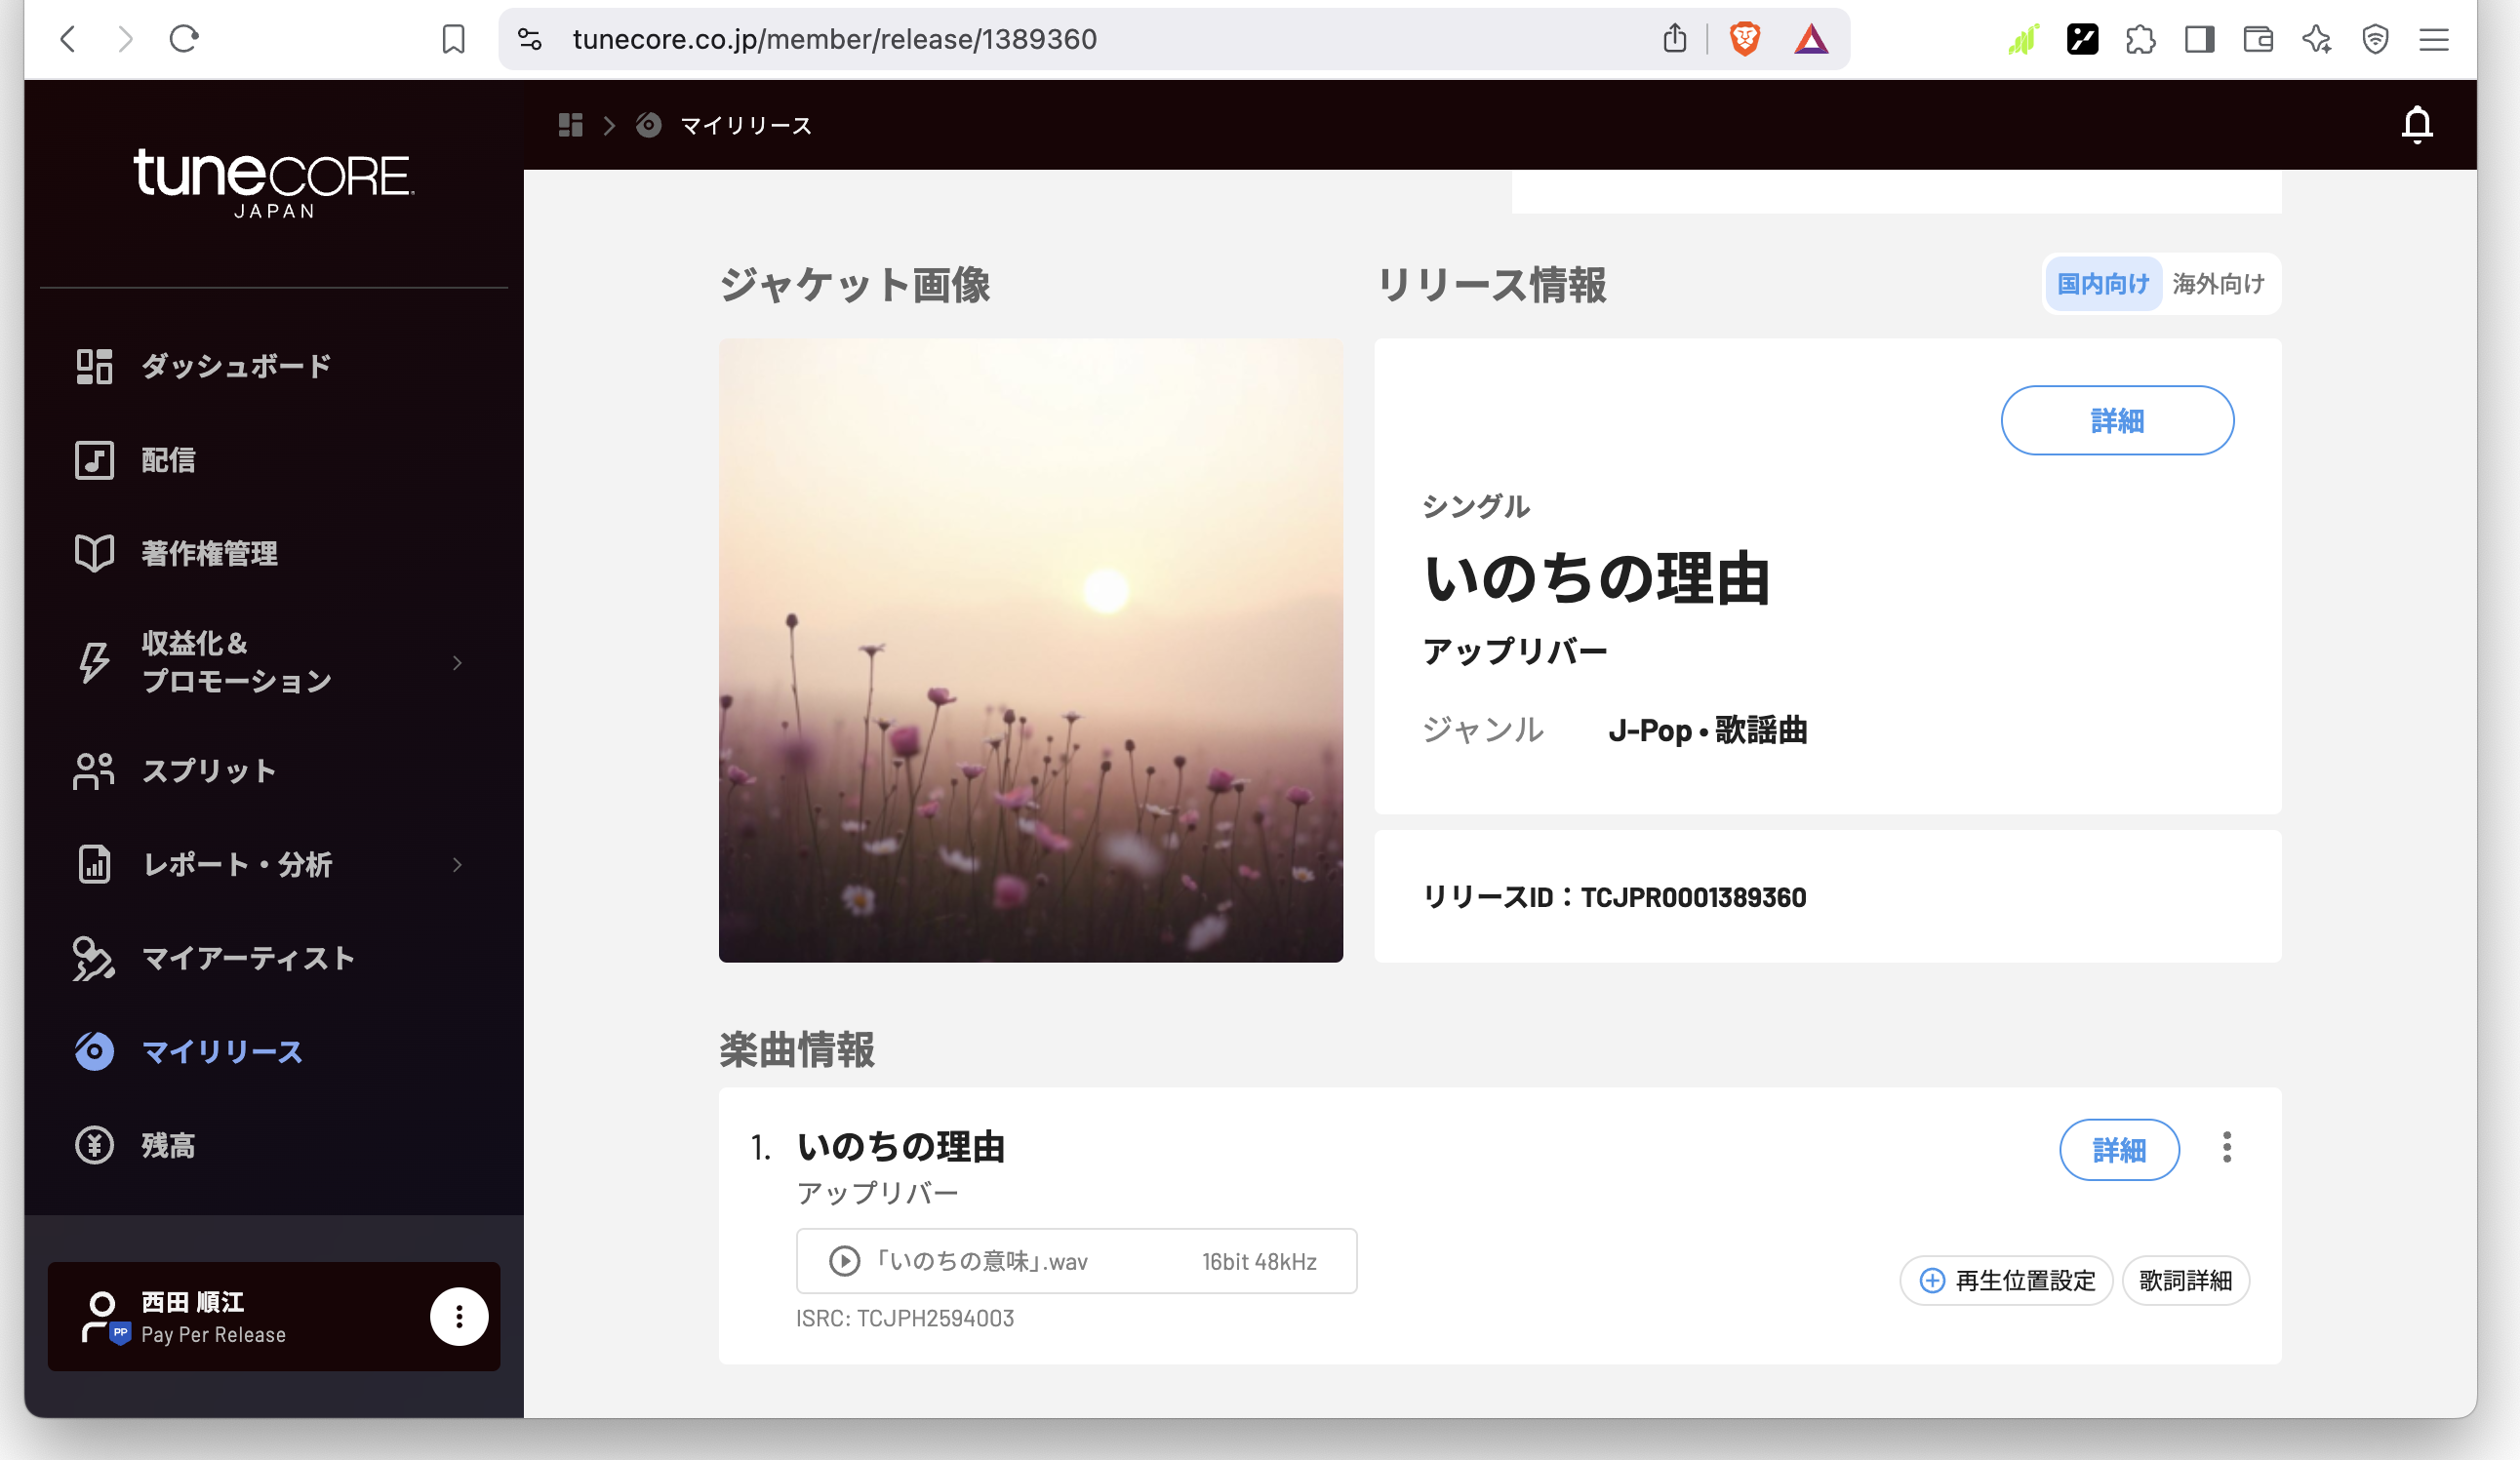 tunecore.co.jp/member/release/1389360
tuneCORE
JAPAN
マイリリース
ダッシュボード
配信
著作権管理
収益化＆
プロモーション
スプリット
レポート・分析
マイアーティスト
マイリリース
残高
西田 順江
PP
Pay Per Release
ジャケット画像
リリース情報
国内向け 海外向け
詳細
シングル
いのちの理由
アップリバー
ジャンル J-Pop • 歌謡曲
リリースID：TCJPR0001389360
楽曲情報
1. いのちの理由
詳細
アップリバー
「いのちの意味」.wav 16bit 48kHz
再生位置設定 歌詞詳細
ISRC: TCJPH2594003